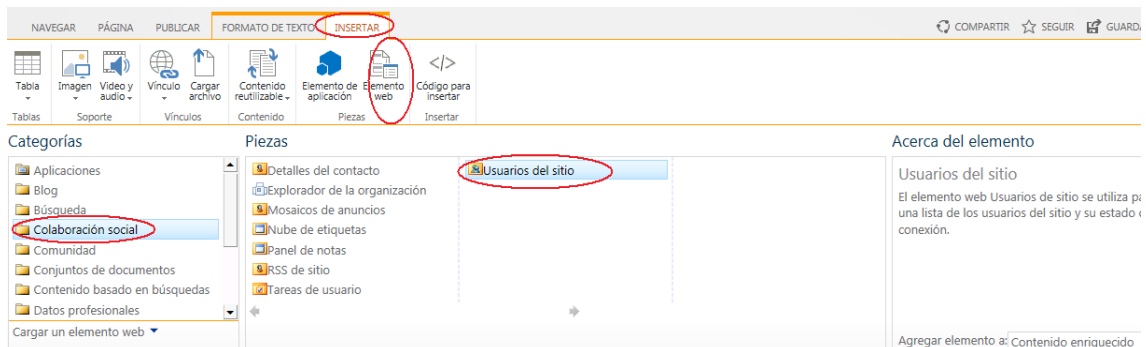 NAVEGAR PÁGINA PUBLICAR FORMATO DE TEXTO INSERTAR COMPARTIR SEGUIR GUARDA
Tabla Imagen Vídeo y audio Vínculo Cargar archivo Contenido reutilizable Elemento de aplicación Elemento web Código para insertar
Tablas Soporte Vínculos Contenido Piezas Insertar
Categorías
Aplicaciones
Blog
Búsqueda
Colaboración social
Comunidad
Conjuntos de documentos
Contenido basado en búsquedas
Datos profesionales
Cargar un elemento web
Piezas
Detalles del contacto
Explorador de la organización
Mosaicos de anuncios
Nube de etiquetas
Panel de notas
RSS de sitio
Tareas de usuario
Usuarios del sitio
Acerca del elemento
Usuarios del sitio
El elemento web Usuarios de sitio se utiliza pa
una lista de los usuarios del sitio y su estado
conexión.
Agregar elemento a: Contenido enriquecido